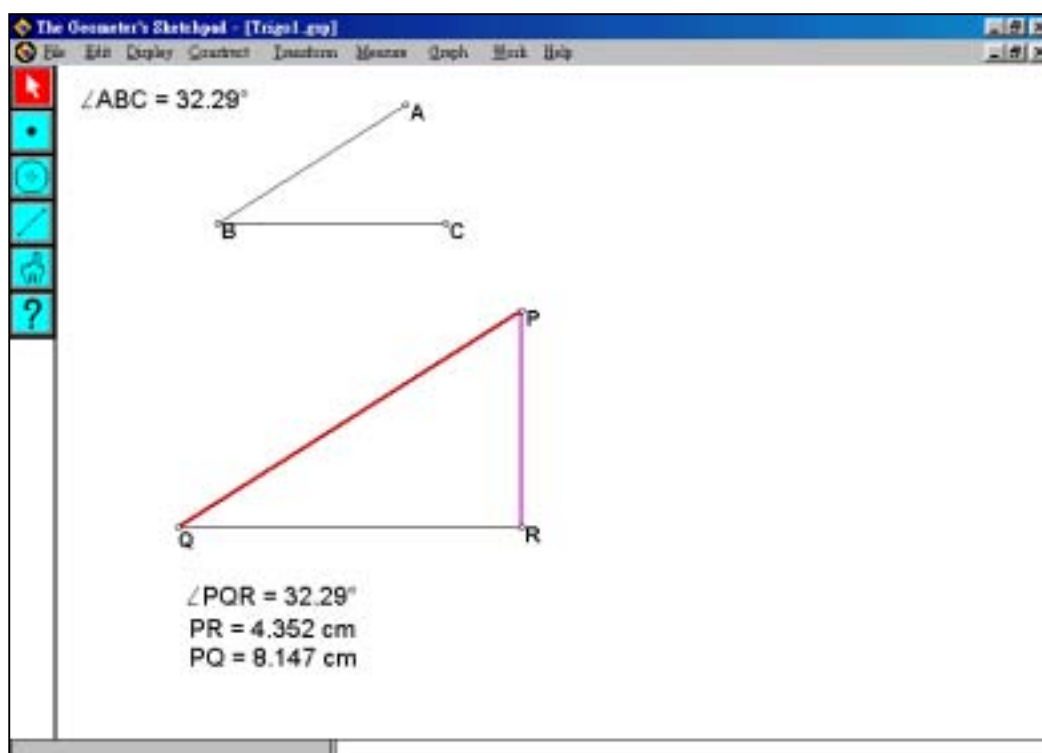 The Geometer's Sketchpad - [Trigo1.gsp]
File Edit Display Construct Transform Measure Graph Work Help
∠ABC = 32.29°
A
B
C
P
Q
R
?
∠PQR = 32.29°
PR = 4.352 cm
PQ = 8.147 cm